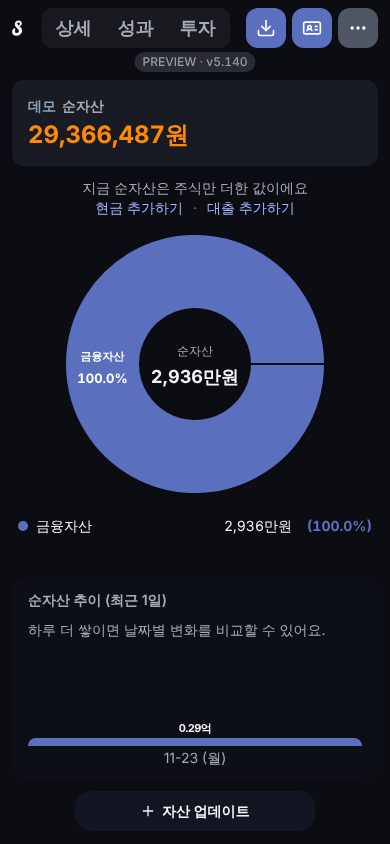 상세 성과 투자
PREVIEW · v5.140
데모 순자산
29,366,487원
지금 순자산은 주식만 더한 값이에요
현금 추가하기 · 대출 추가하기
금융자산
100.0%
순자산
2,936만원
금융자산 2,936만원 (100.0%)
순자산 추이 (최근 1일)
하루 더 쌓이면 날짜별 변화를 비교할 수 있어요.
0.29억
11-23 (월)
+ 자산 업데이트